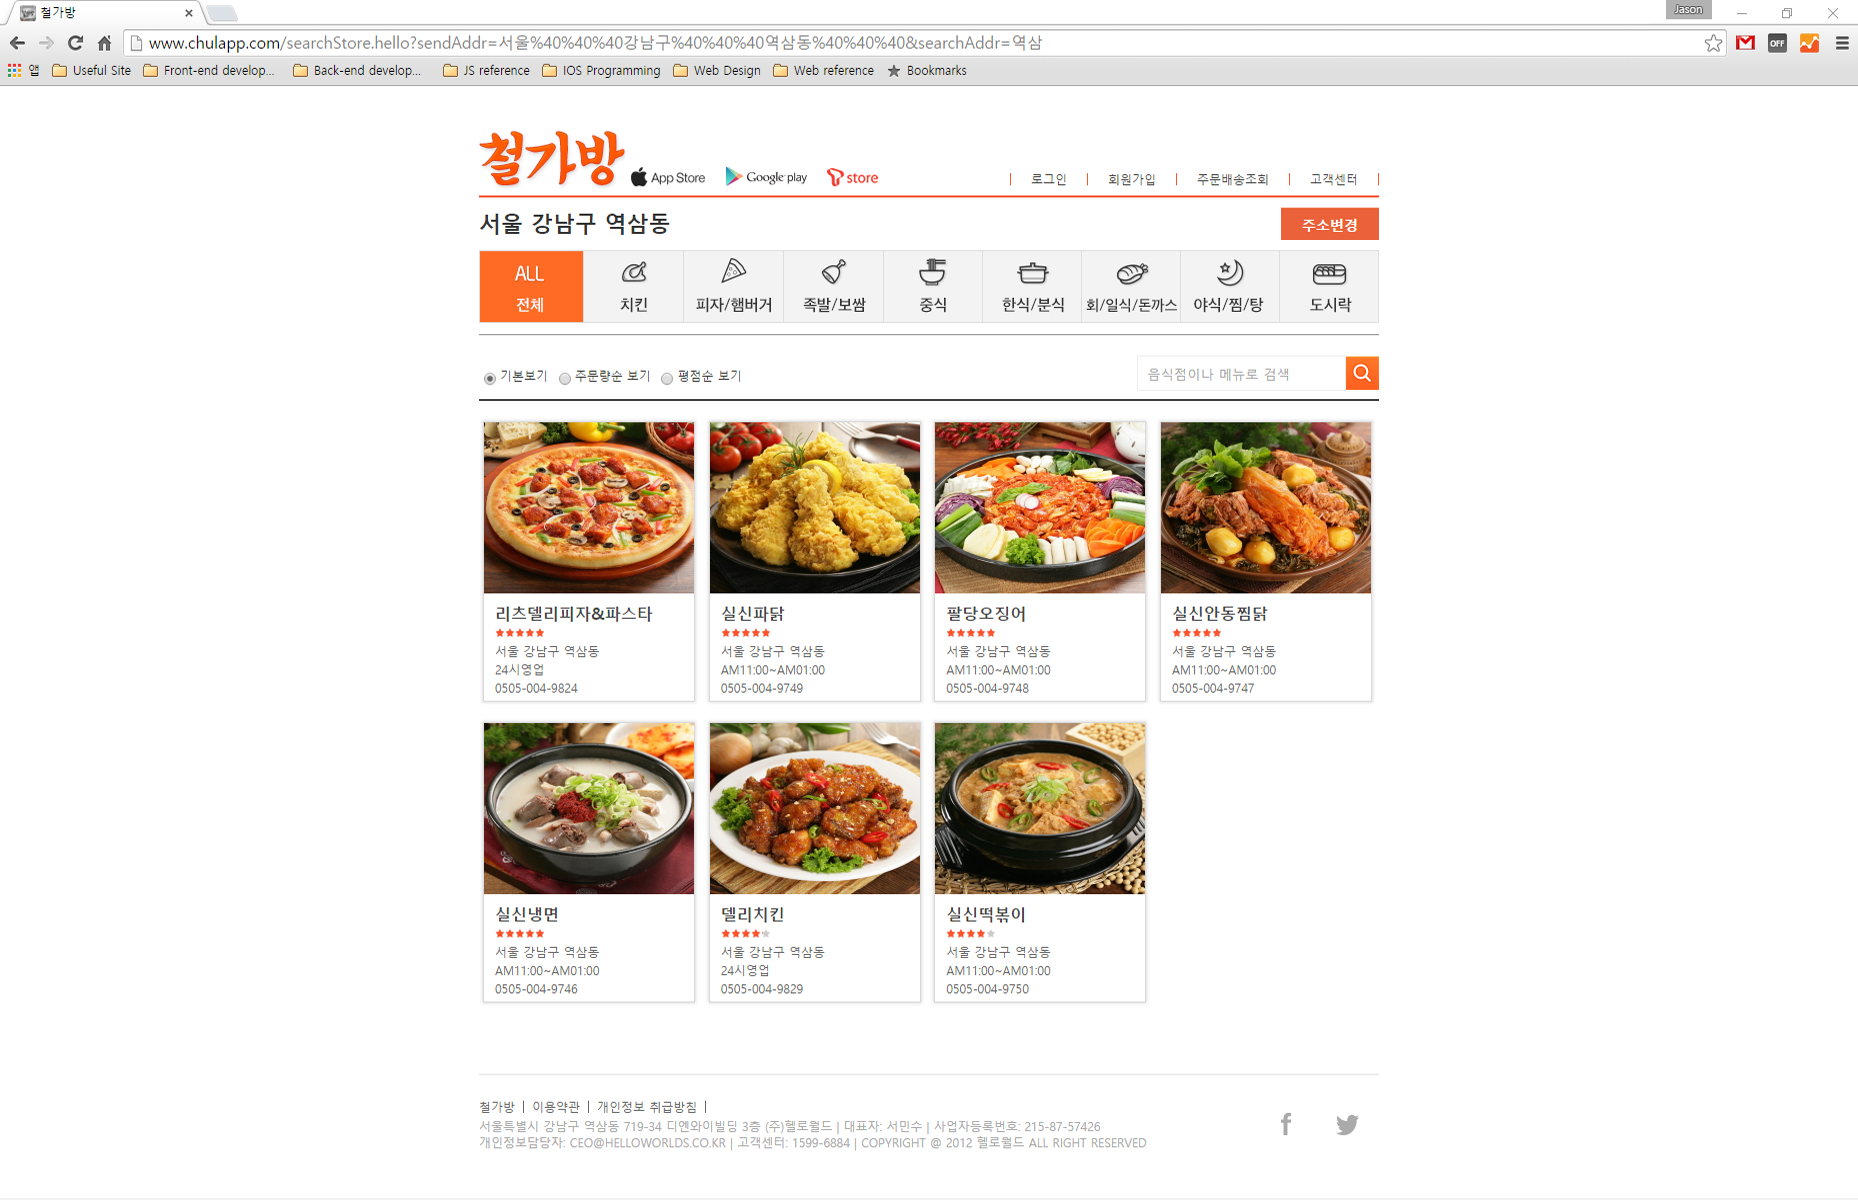 철가방
Jason
www.chulapp.com/searchStore.hello?sendAddr=서울%40%40%40강남구%40%40%40역삼동%40%40%40&searchAddr=역삼
OFF
앱 Useful Site Front-end develop... Back-end develop... JS reference IOS Programming Web Design Web reference Bookmarks
철가방 App Store Google play store
로그인 회원가입 주문배송조회 고객센터
서울 강남구 역삼동
주소변경
ALL
전체 치킨 피자/햄버거 족발/보쌈 중식 한식/분식 회/일식/돈까스 야식/찜/탕 도시락
기본보기 주문량순 보기 평점순 보기
음식점이나 메뉴로 검색
리츠델리피자&파스타
서울 강남구 역삼동
24시영업
0505-004-9824
실신파닭
서울 강남구 역삼동
AM11:00~AM01:00
0505-004-9749
팔당오징어
서울 강남구 역삼동
AM11:00~AM01:00
0505-004-9748
실신안동찜닭
서울 강남구 역삼동
AM11:00~AM01:00
0505-004-9747
실신냉면
서울 강남구 역삼동
AM11:00~AM01:00
0505-004-9746
델리치킨
서울 강남구 역삼동
24시영업
0505-004-9829
실신떡볶이
서울 강남구 역삼동
AM11:00~AM01:00
0505-004-9750
철가방 | 이용약관 | 개인정보 취급방침 |
서울특별시 강남구 역삼동 719-34 디엔와이빌딩 3층 (주)헬로월드 | 대표자: 서민수 | 사업자등록번호: 215-87-57426
개인정보담당자: CEO@HELLOWORLDS.CO.KR | 고객센터: 1599-6884 | COPYRIGHT @ 2012 헬로월드 ALL RIGHT RESERVED